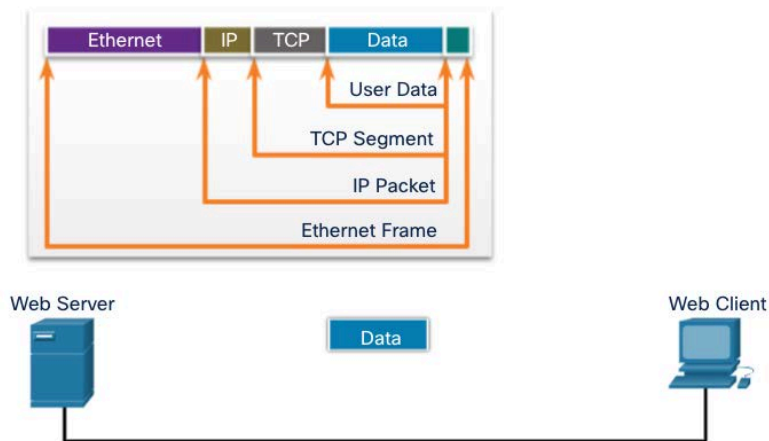 Ethernet IP TCP Data
User Data
TCP Segment
IP Packet
Ethernet Frame
Web Server
Web Client
Data